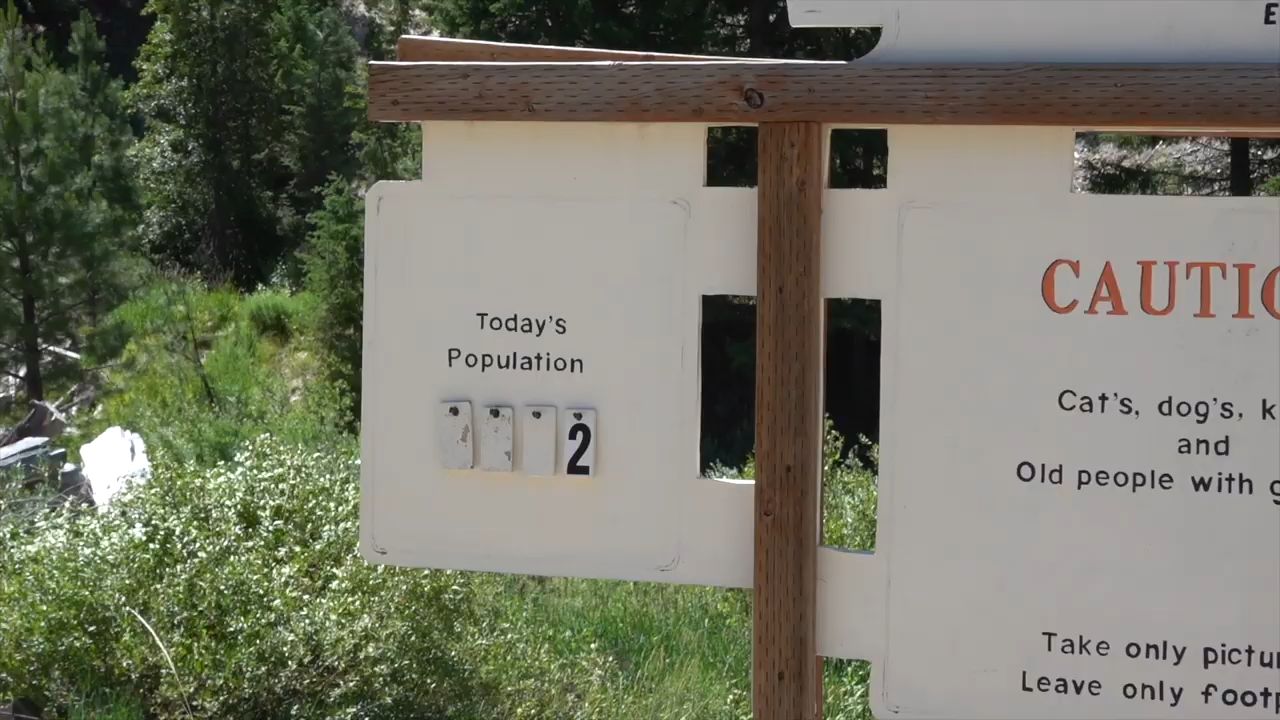 E
Today's
Population
2
CAUTIO
Cat's, dog's, k
and
Old people with g
Take only pictu
Leave only footp